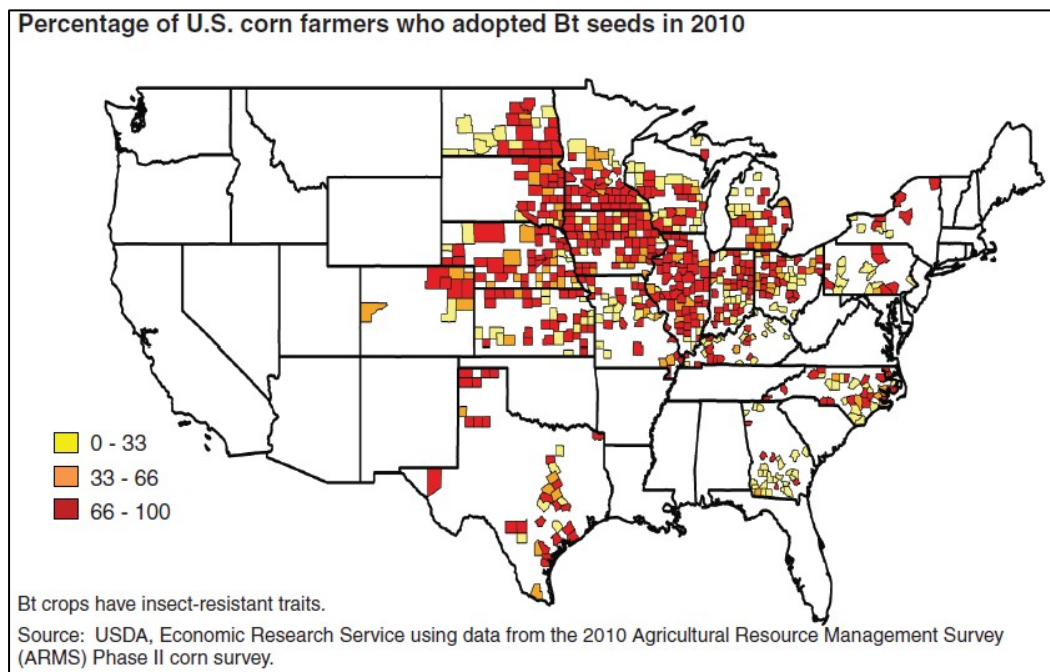 Percentage of U.S. corn farmers who adopted Bt seeds in 2010
0 - 33
33 - 66
66 - 100
Bt crops have insect-resistant traits.
Source: USDA, Economic Research Service using data from the 2010 Agricultural Resource Management Survey
(ARMS) Phase II corn survey.